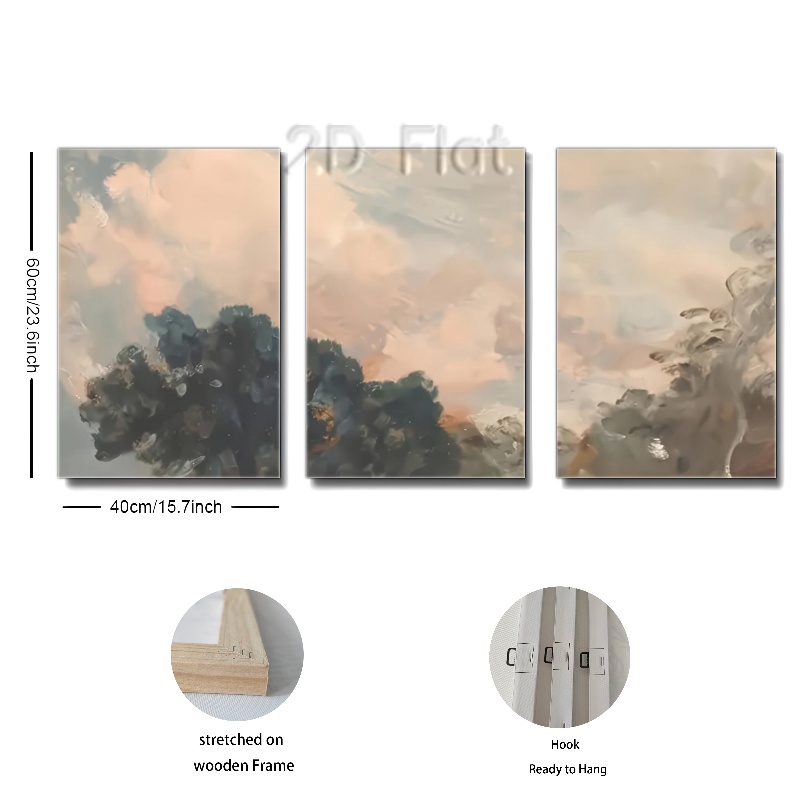 2D Flat
60cm/23.6inch
40cm/15.7inch
stretched on
wooden Frame
Hook
Ready to Hang